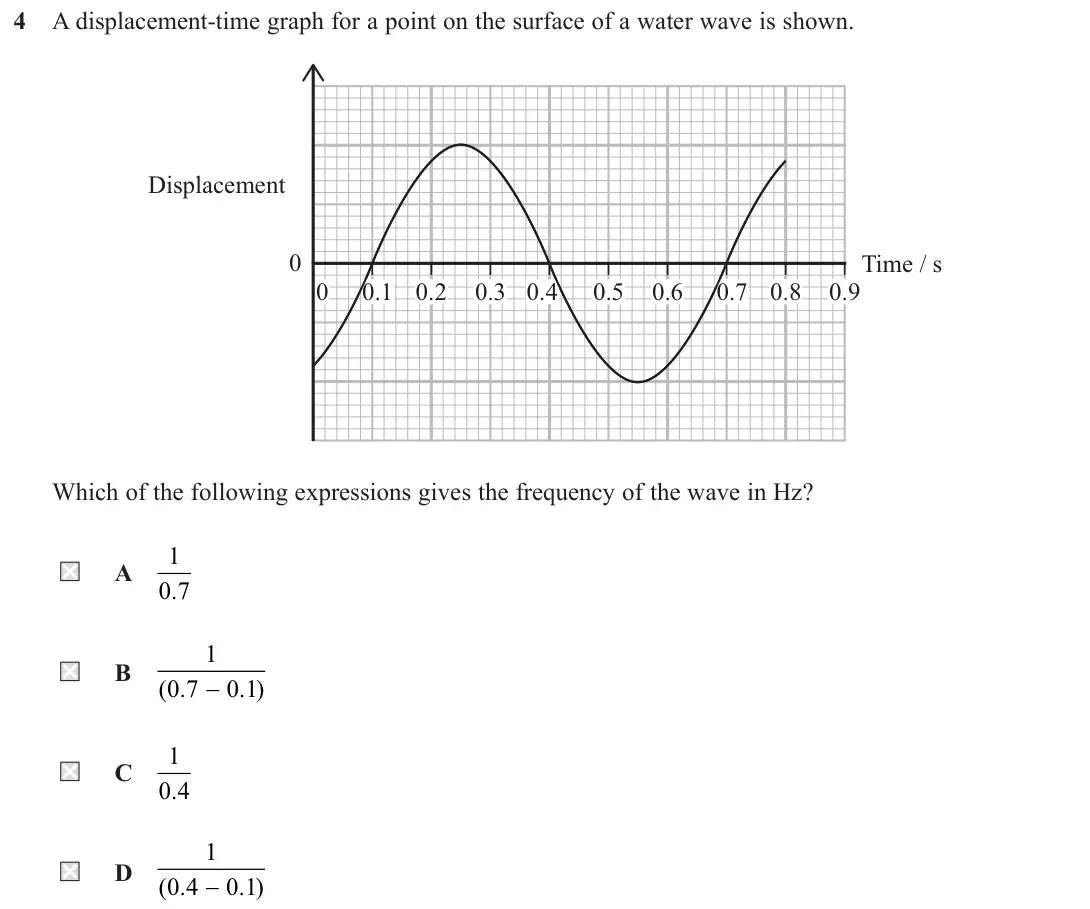 4 A displacement-time graph for a point on the surface of a water wave is shown.
Displacement
0
Time / s
0 0.1 0.2 0.3 0.4 0.5 0.6 0.7 0.8 0.9
Which of the following expressions gives the frequency of the wave in Hz?
A 1
0.7
B 1
(0.7 – 0.1)
C 1
0.4
D 1
(0.4 – 0.1)